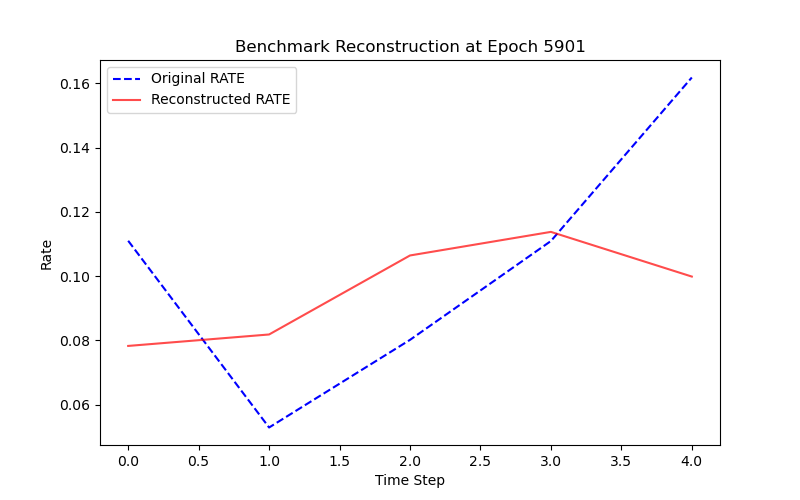 Benchmark Reconstruction at Epoch 5901
Original RATE
Reconstructed RATE
0.16
0.14
0.12
0.10
0.08
0.06
Rate
0.0 0.5 1.0 1.5 2.0 2.5 3.0 3.5 4.0
Time Step